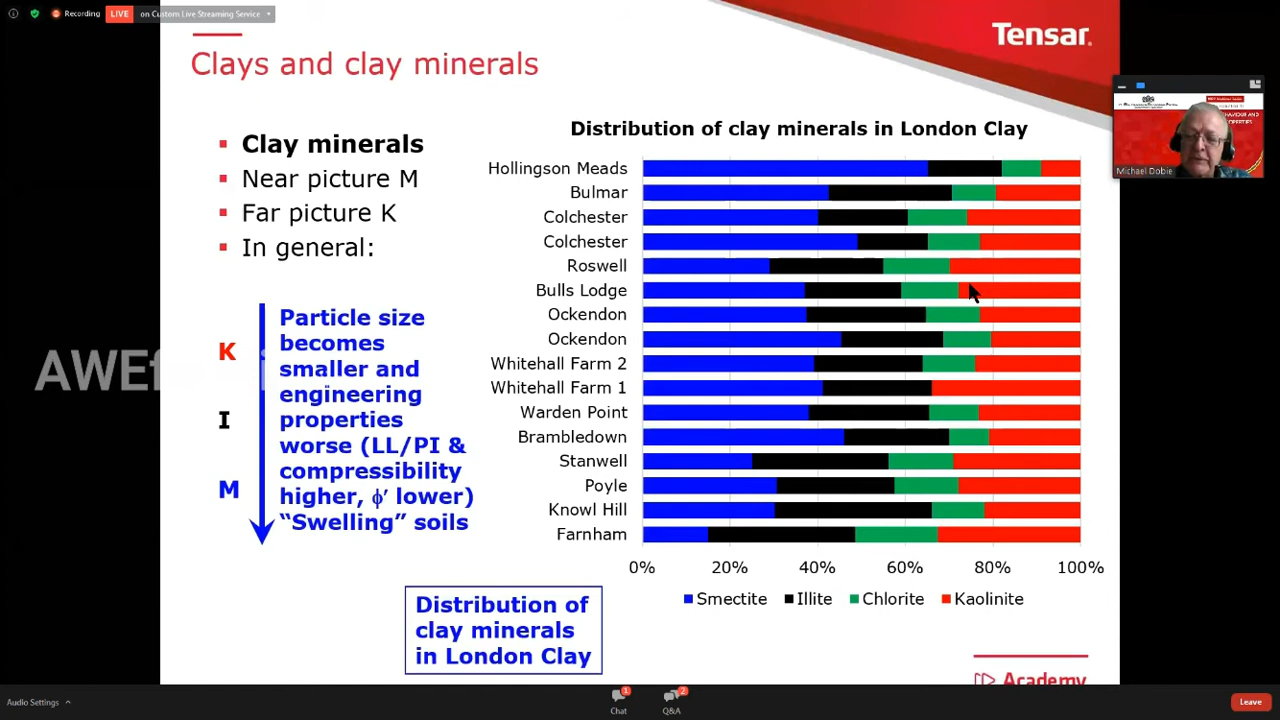 Recording
LIVE
on Custom Live Streaming Service
Tensar.
Clays and clay minerals
Michael Dobie
Clay minerals
Near picture M
Far picture K
In general:
K
I
M
Particle size
becomes
smaller and
engineering
properties
worse (LL/PI &
compressibility
higher, ϕ′ lower)
“Swelling” soils
Distribution of clay minerals in London Clay
Hollingson Meads
Bulmar
Colchester
Colchester
Roswell
Bulls Lodge
Ockendon
Ockendon
Whitehall Farm 2
Whitehall Farm 1
Warden Point
Brambledown
Stanwell
Poyle
Knowl Hill
Farnham
0% 20% 40% 60% 80% 100%
Smectite Illite Chlorite Kaolinite
Distribution of
clay minerals
in London Clay
Academy
Audio Settings
1
Chat
2
Q&A
Leave